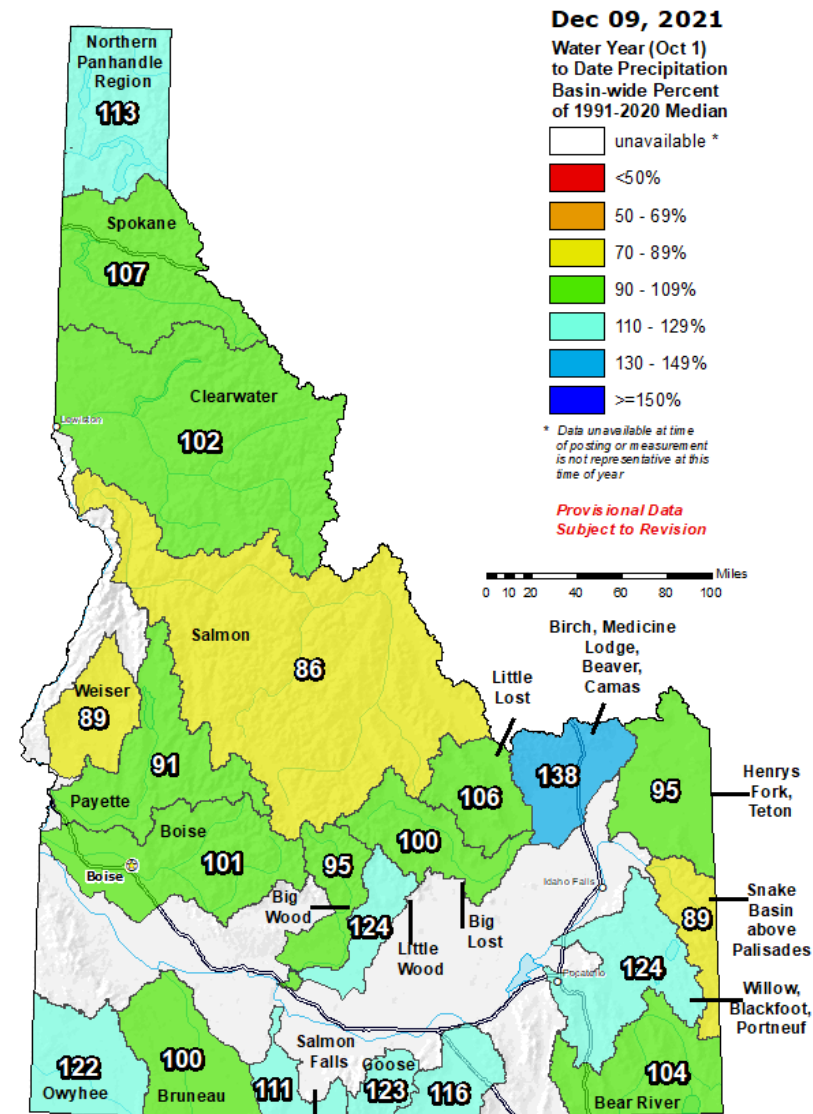 Dec 09, 2021
Water Year (Oct 1)
to Date Precipitation
Basin-wide Percent
of 1991-2020 Median
unavailable *
<50%
50 - 69%
70 - 89%
90 - 109%
110 - 129%
130 - 149%
>=150%
* Data unavailable at time
of posting or measurement
is not representative at this
time of year
Provisional Data
Subject to Revision
Miles
0 10 20 40 60 80 100
Northern
Panhandle
Region
113
Spokane
107
Clearwater
102
Lewiston
Salmon
86
Weiser
89
91
Payette
Boise
101
Boise
Big
Wood
95
124
Little
Wood
100
Big
Lost
Little
Lost
106
Birch, Medicine
Lodge,
Beaver,
Camas
138
95
Henrys
Fork,
Teton
Idaho Falls
89
Snake
Basin
above
Palisades
Pocatello
124
Willow,
Blackfoot,
Portneuf
122
Owyhee
100
Bruneau
Salmon
Falls
111
Goose
123
116
104
Bear River